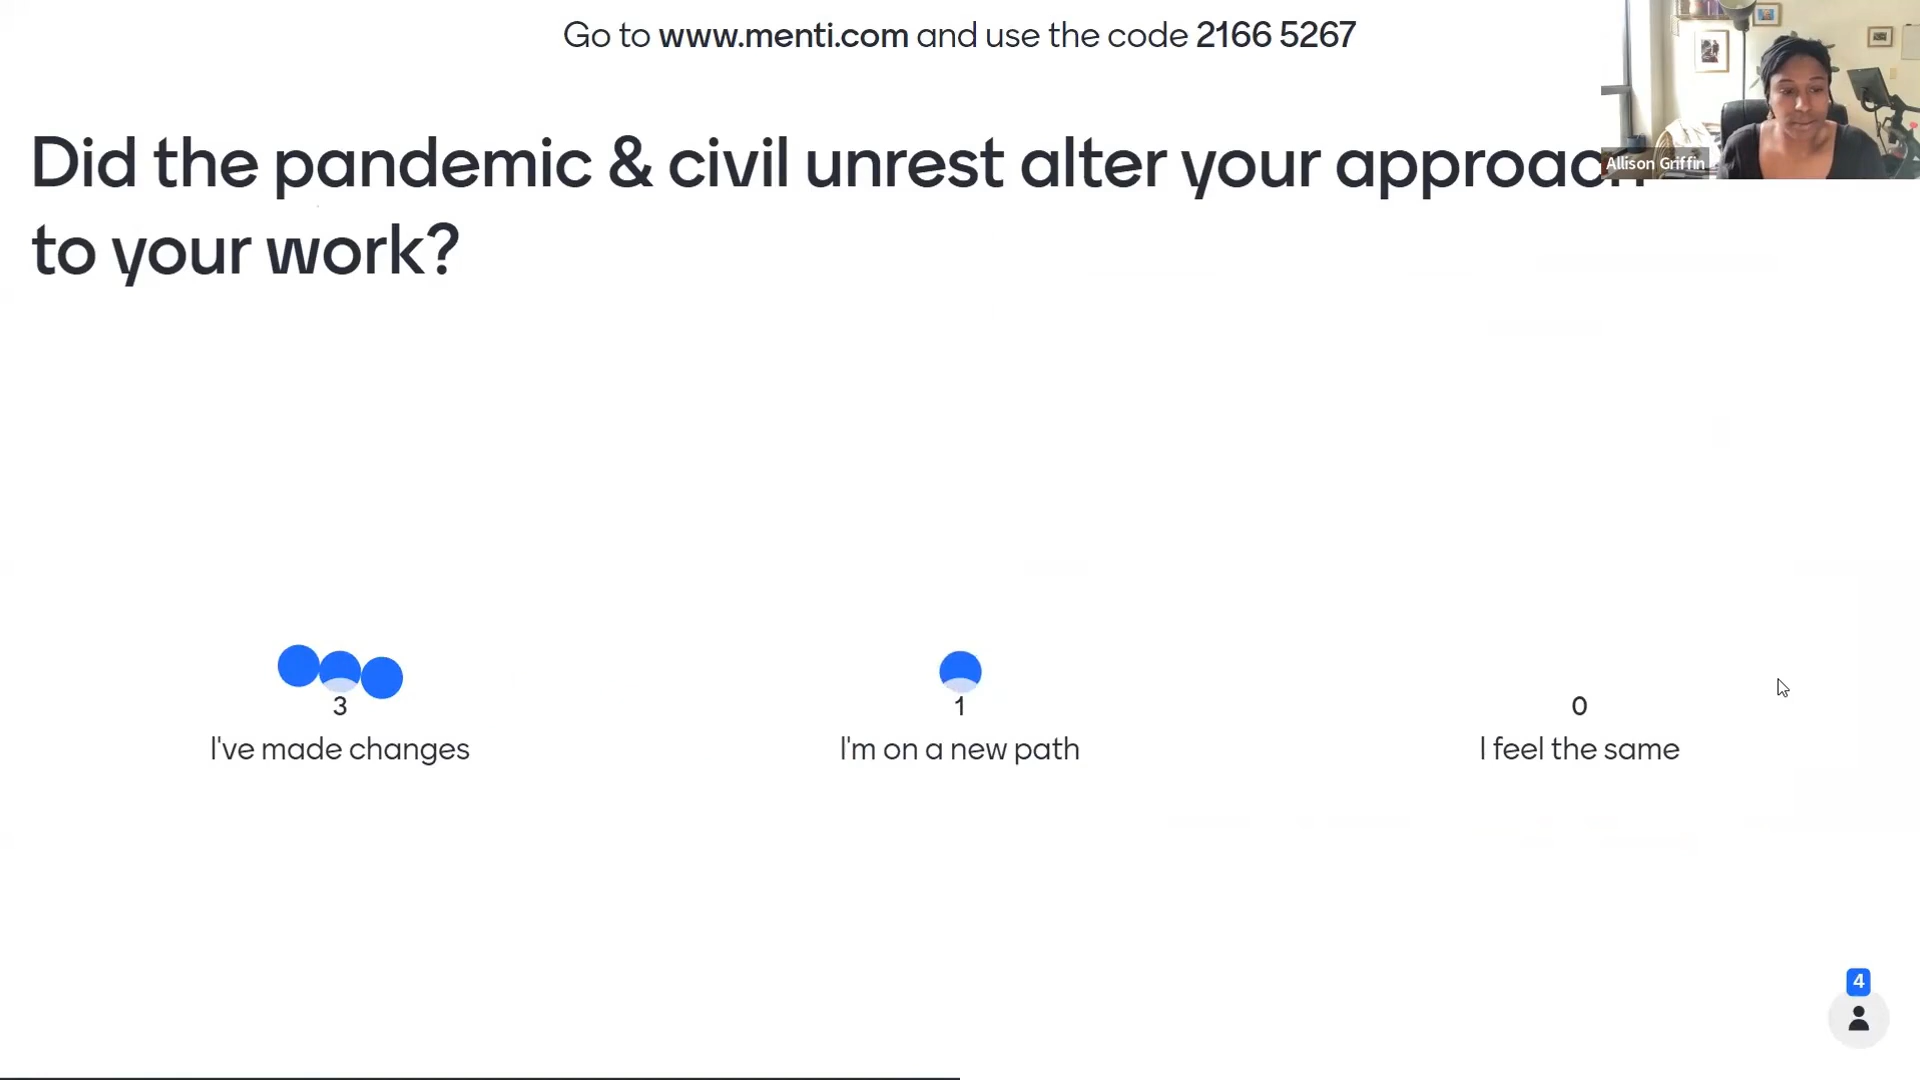 Go to www.menti.com and use the code 2166 5267
Did the pandemic & civil unrest alter your approach
to your work?
Allison Griffin
3
I've made changes
1
I'm on a new path
0
I feel the same
4